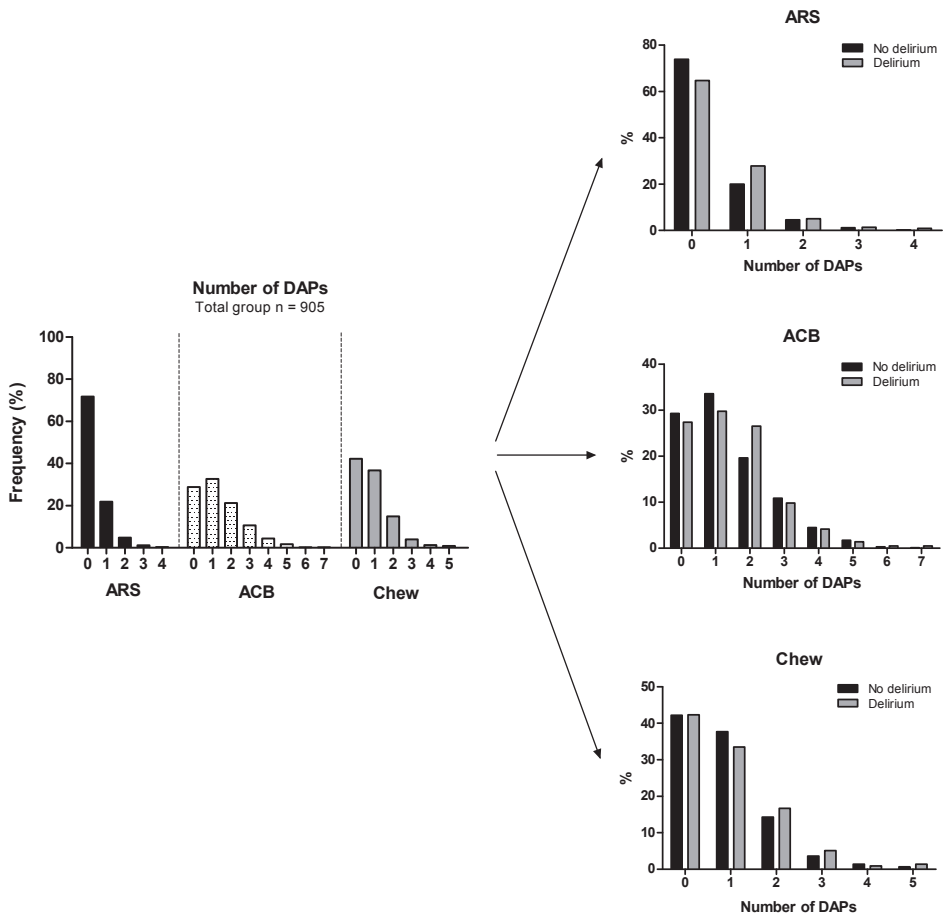 Number of DAPs
Total group n = 905
Frequency (%)
100
80
60
40
20
0
0 1 2 3 4 0 1 2 3 4 5 6 7 0 1 2 3 4 5
ARS ACB Chew
ARS
No delirium
Delirium
%
80
60
40
20
0
0 1 2 3 4
Number of DAPs
ACB
No delirium
Delirium
%
40
30
20
10
0
0 1 2 3 4 5 6 7
Number of DAPs
Chew
No delirium
Delirium
%
50
40
30
20
10
0
0 1 2 3 4 5
Number of DAPs